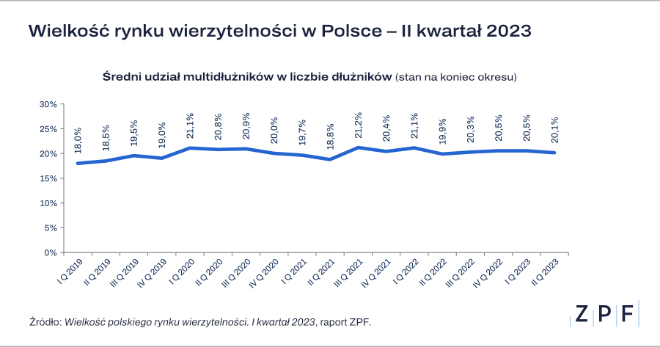 Wielkość rynku wierzytelności w Polsce – II kwartał 2023
Średni udział multidłużników w liczbie dłużników (stan na koniec okresu)
30%
25%
20%
15%
10%
5%
0%
18,0%
18,5%
19,5%
19,0%
21,1%
20,8%
20,9%
20,0%
19,7%
18,8%
21,2%
20,4%
21,1%
19,9%
20,3%
20,5%
20,5%
20,1%
I Q 2019
II Q 2019
III Q 2019
IV Q 2019
I Q 2020
II Q 2020
III Q 2020
IV Q 2020
I Q 2021
II Q 2021
III Q 2021
IV Q 2021
I Q 2022
II Q 2022
III Q 2022
IV Q 2022
I Q 2023
II Q 2023
Źródło: Wielkość polskiego rynku wierzytelności. I kwartał 2023, raport ZPF.
ZPF